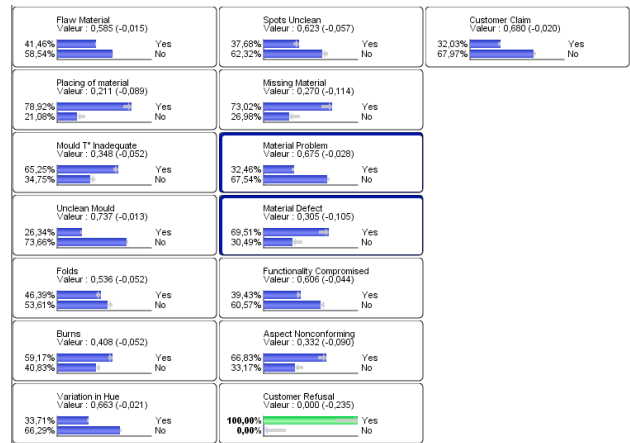 Flaw Material
Valeur : 0,585 (-0,015)
41,46% Yes
58,54% No
Spots Unclean
Valeur : 0,623 (-0,057)
37,68% Yes
62,32% No
Customer Claim
Valeur : 0,680 (-0,020)
32,03% Yes
67,97% No
Placing of material
Valeur : 0,211 (-0,089)
78,92% Yes
21,08% No
Missing Material
Valeur : 0,270 (-0,114)
73,02% Yes
26,98% No
Mould T° Inadequate
Valeur : 0,348 (-0,052)
65,25% Yes
34,75% No
Material Problem
Valeur : 0,675 (-0,028)
32,46% Yes
67,54% No
Unclean Mould
Valeur : 0,737 (-0,013)
26,34% Yes
73,66% No
Material Defect
Valeur : 0,305 (-0,105)
69,51% Yes
30,49% No
Folds
Valeur : 0,536 (-0,052)
46,39% Yes
53,61% No
Functionality Compromised
Valeur : 0,606 (-0,044)
39,43% Yes
60,57% No
Burns
Valeur : 0,408 (-0,052)
59,17% Yes
40,83% No
Aspect Nonconforming
Valeur : 0,332 (-0,090)
66,83% Yes
33,17% No
Variation in Hue
Valeur : 0,663 (-0,021)
33,71% Yes
66,29% No
Customer Refusal
Valeur : 0,000 (-0,235)
100,00% Yes
0,00% No